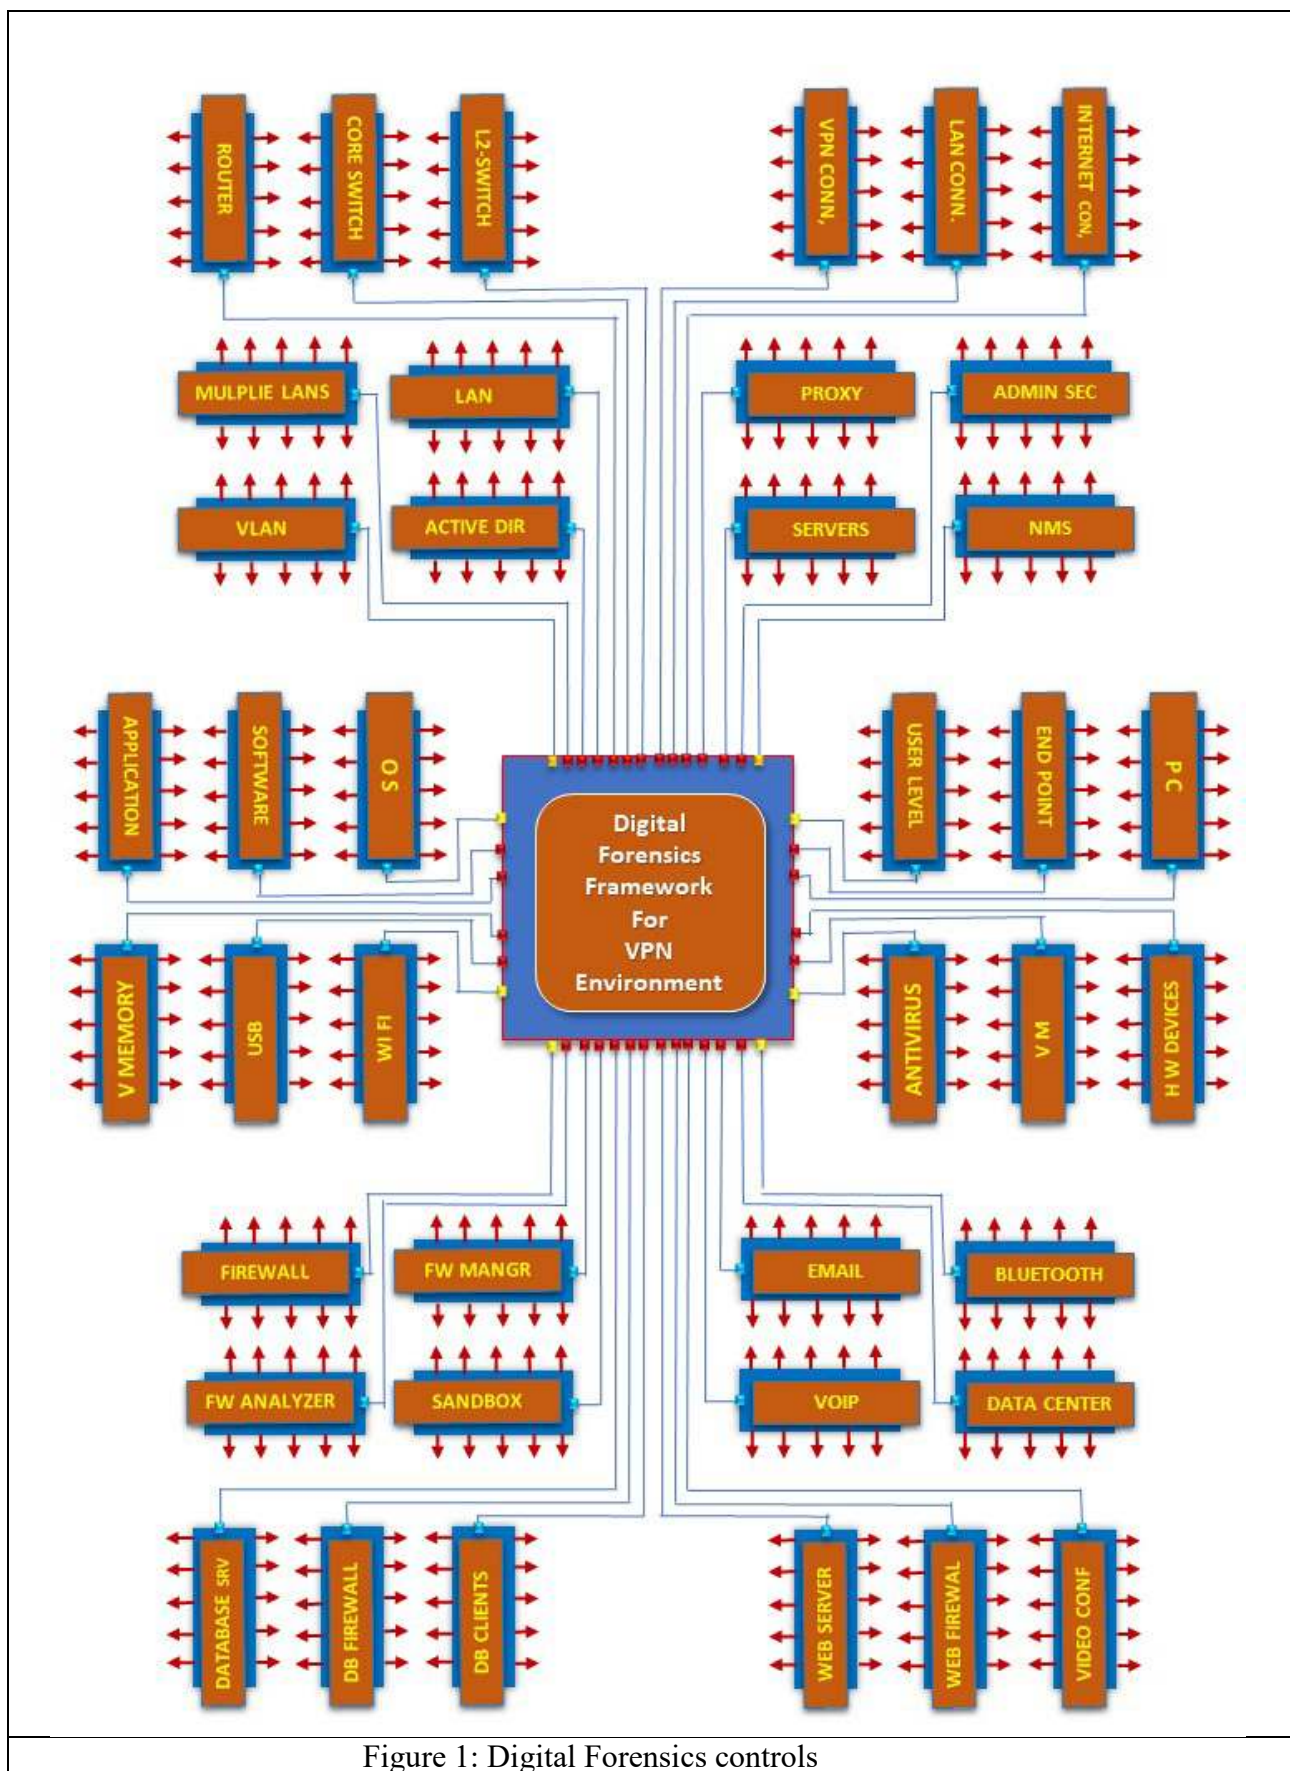 ROUTER
CORE SWITCH
L2-SWITCH
VPN CONN,
LAN CONN.
INTERNET CON,
MULPLIE LANS
LAN
PROXY
ADMIN SEC
VLAN
ACTIVE DIR
SERVERS
NMS
APPLICATION
SOFTWARE
O S
USER LEVEL
END POINT
P C
Digital
Forensics
Framework
For
VPN
Environment
V MEMORY
USB
WI FI
ANTIVIRUS
V M
H W DEVICES
FIREWALL
FW MANGR
EMAIL
BLUETOOTH
FW ANALYZER
SANDBOX
VOIP
DATA CENTER
DATABASE SRV
DB FIREWALL
DB CLIENTS
WEB SERVER
WEB FIREWAL
VIDEO CONF
Figure 1: Digital Forensics controls